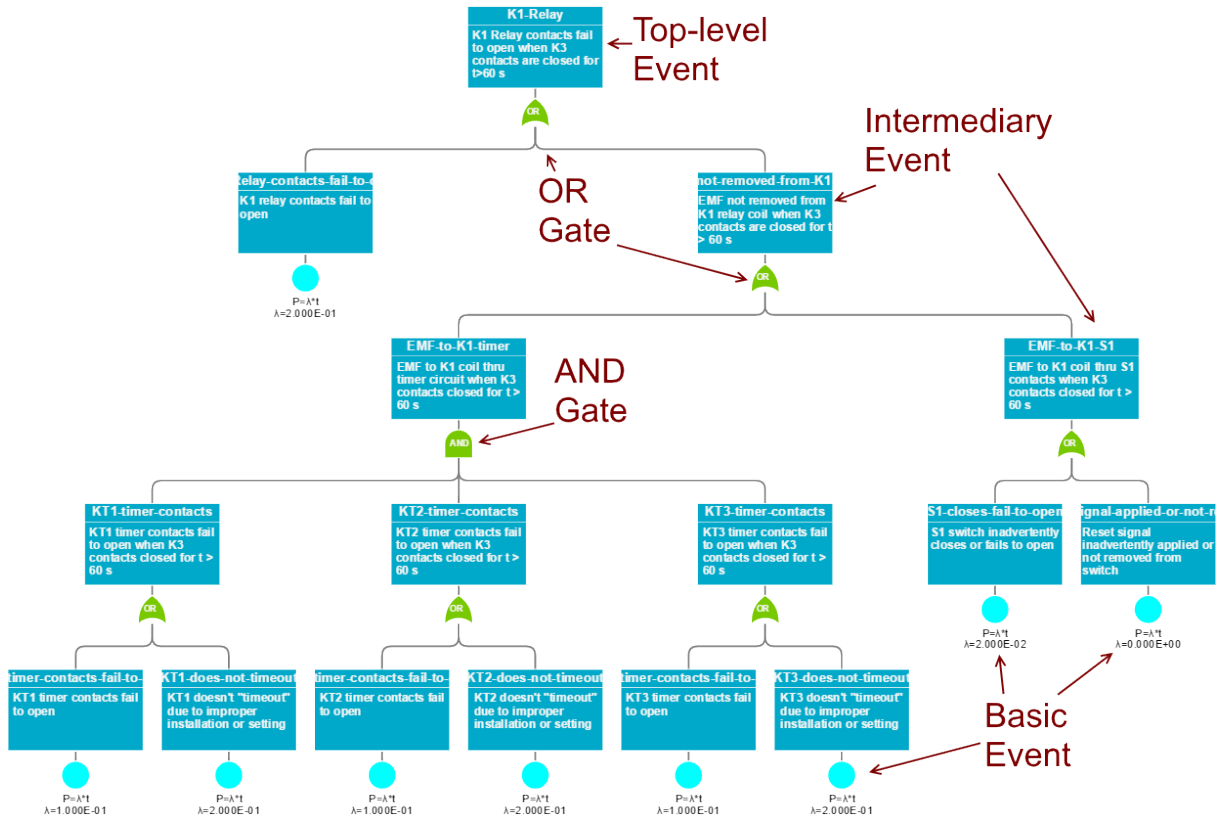 K1-Relay
K1 Relay contacts fail
to open when K3
contacts are closed for
t>60 s
Top-level
Event
OR
Intermediary
Event
Relay-contacts-fail-to-
K1 relay contacts fail to
open
OR
Gate
not-removed-from-K1
EMF not removed from
K1 relay coil when K3
contacts are closed for t
> 60 s
P=λ*t
λ=2.000E-01
OR
EMF-to-K1-timer
EMF to K1 coil thru
timer circuit when K3
contacts closed for t >
60 s
AND
Gate
EMF-to-K1-S1
EMF to K1 coil thru S1
contacts when K3
contacts closed for t >
60 s
AND
OR
KT1-timer-contacts
KT1 timer contacts fail
to open when K3
contacts closed for t >
60 s
KT2-timer-contacts
KT2 timer contacts fail
to open when K3
contacts closed for t >
60 s
KT3-timer-contacts
KT3 timer contacts fail
to open when K3
contacts closed for t >
60 s
S1-closes-fail-to-open
S1 switch inadvertently
closes or fails to open
ignal-applied-or-not-r
Reset signal
inadvertently applied or
not removed from
switch
OR
OR
OR
P=λ*t
λ=2.000E-02
P=λ*t
λ=0.000E+00
timer-contacts-fail-to-
KT1 timer contacts fail
to open
KT1-does-not-timeout
KT1 doesn't "timeout"
due to improper
installation or setting
timer-contacts-fail-to-
KT2 timer contacts fail
to open
KT2-does-not-timeout
KT2 doesn't "timeout"
due to improper
installation or setting
timer-contacts-fail-to-
KT3 timer contacts fail
to open
KT3-does-not-timeout
KT3 doesn't "timeout"
due to improper
installation or setting
Basic
Event
P=λ*t
λ=1.000E-01
P=λ*t
λ=2.000E-01
P=λ*t
λ=1.000E-01
P=λ*t
λ=2.000E-01
P=λ*t
λ=1.000E-01
P=λ*t
λ=2.000E-01